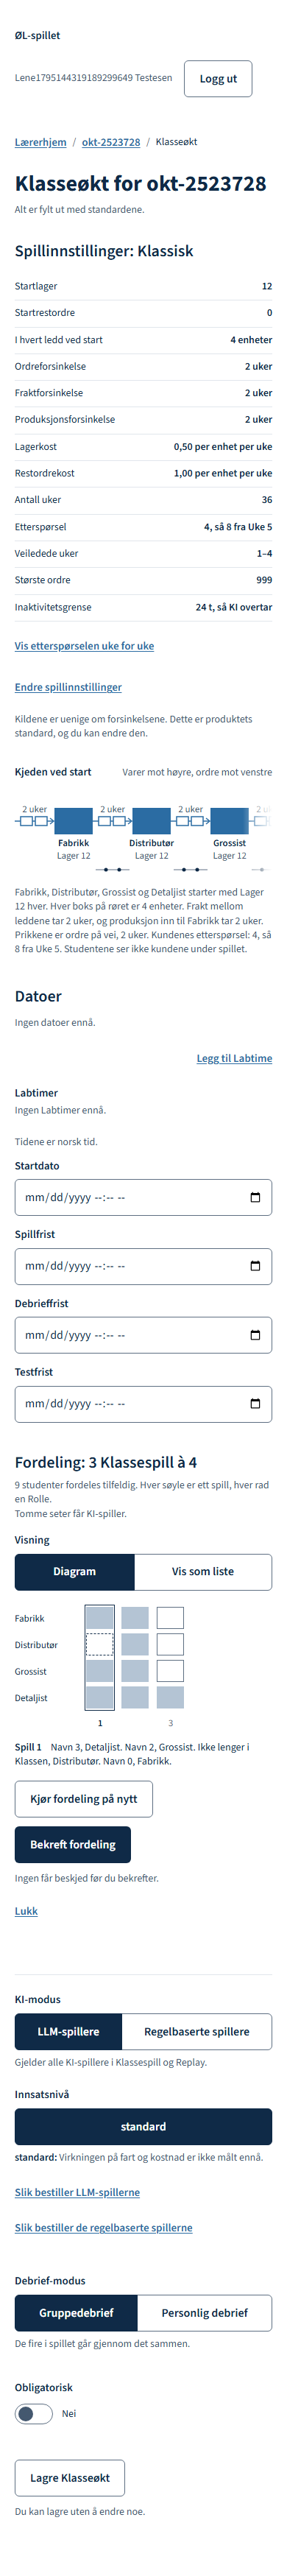 ØL-spillet
Lene1795144319189299649 Testesen
Logg ut
Lærerhjem / okt-2523728 / Klasseøkt
Klasseøkt for okt-2523728
Alt er fylt ut med standardene.
Spillinnstillinger: Klassisk
Startlager 12
Startrestordre 0
I hvert ledd ved start 4 enheter
Ordreforsinkelse 2 uker
Fraktforsinkelse 2 uker
Produksjonsforsinkelse 2 uker
Lagerkost 0,50 per enhet per uke
Restordrekost 1,00 per enhet per uke
Antall uker 36
Etterspørsel 4, så 8 fra Uke 5
Veiledede uker 1–4
Største ordre 999
Inaktivitetsgrense 24 t, så KI overtar
Vis etterspørselen uke for uke
Endre spillinnstillinger
Kildene er uenige om forsinkelsene. Dette er produktets
standard, og du kan endre den.
Kjeden ved start Varer mot høyre, ordre mot venstre
2 uker 2 uker 2 uker 2 u
Fabrikk Distributør Grossist
Lager 12 Lager 12 Lager 12
Fabrikk, Distributør, Grossist og Detaljist starter med Lager
12 hver. Hver boks på røret er 4 enheter. Frakt mellom
leddene tar 2 uker, og produksjon inn til Fabrikk tar 2 uker.
Prikkene er ordre på vei, 2 uker. Kundenes etterspørsel: 4, så
8 fra Uke 5. Studentene ser ikke kundene under spillet.
Datoer
Ingen datoer ennå.
Legg til Labtime
Labtimer
Ingen Labtimer ennå.
Tidene er norsk tid.
Startdato
mm/dd/yyyy --:-- --
Spillfrist
mm/dd/yyyy --:-- --
Debrieffrist
mm/dd/yyyy --:-- --
Testfrist
mm/dd/yyyy --:-- --
Fordeling: 3 Klassespill à 4
9 studenter fordeles tilfeldig. Hver søyle er ett spill, hver rad
en Rolle.
Tomme seter får KI-spiller.
Visning
Diagram Vis som liste
Fabrikk
Distributør
Grossist
Detaljist
1 3
Spill 1 Navn 3, Detaljist. Navn 2, Grossist. Ikke lenger i
Klassen, Distributør. Navn 0, Fabrikk.
Kjør fordeling på nytt
Bekreft fordeling
Ingen får beskjed før du bekrefter.
Lukk
KI-modus
LLM-spillere Regelbaserte spillere
Gjelder alle KI-spillere i Klassespill og Replay.
Innsatsnivå
standard
standard: Virkningen på fart og kostnad er ikke målt ennå.
Slik bestiller LLM-spillerne
Slik bestiller de regelbaserte spillerne
Debrief-modus
Gruppedebrief Personlig debrief
De fire i spillet går gjennom det sammen.
Obligatorisk
Nei
Lagre Klasseøkt
Du kan lagre uten å endre noe.